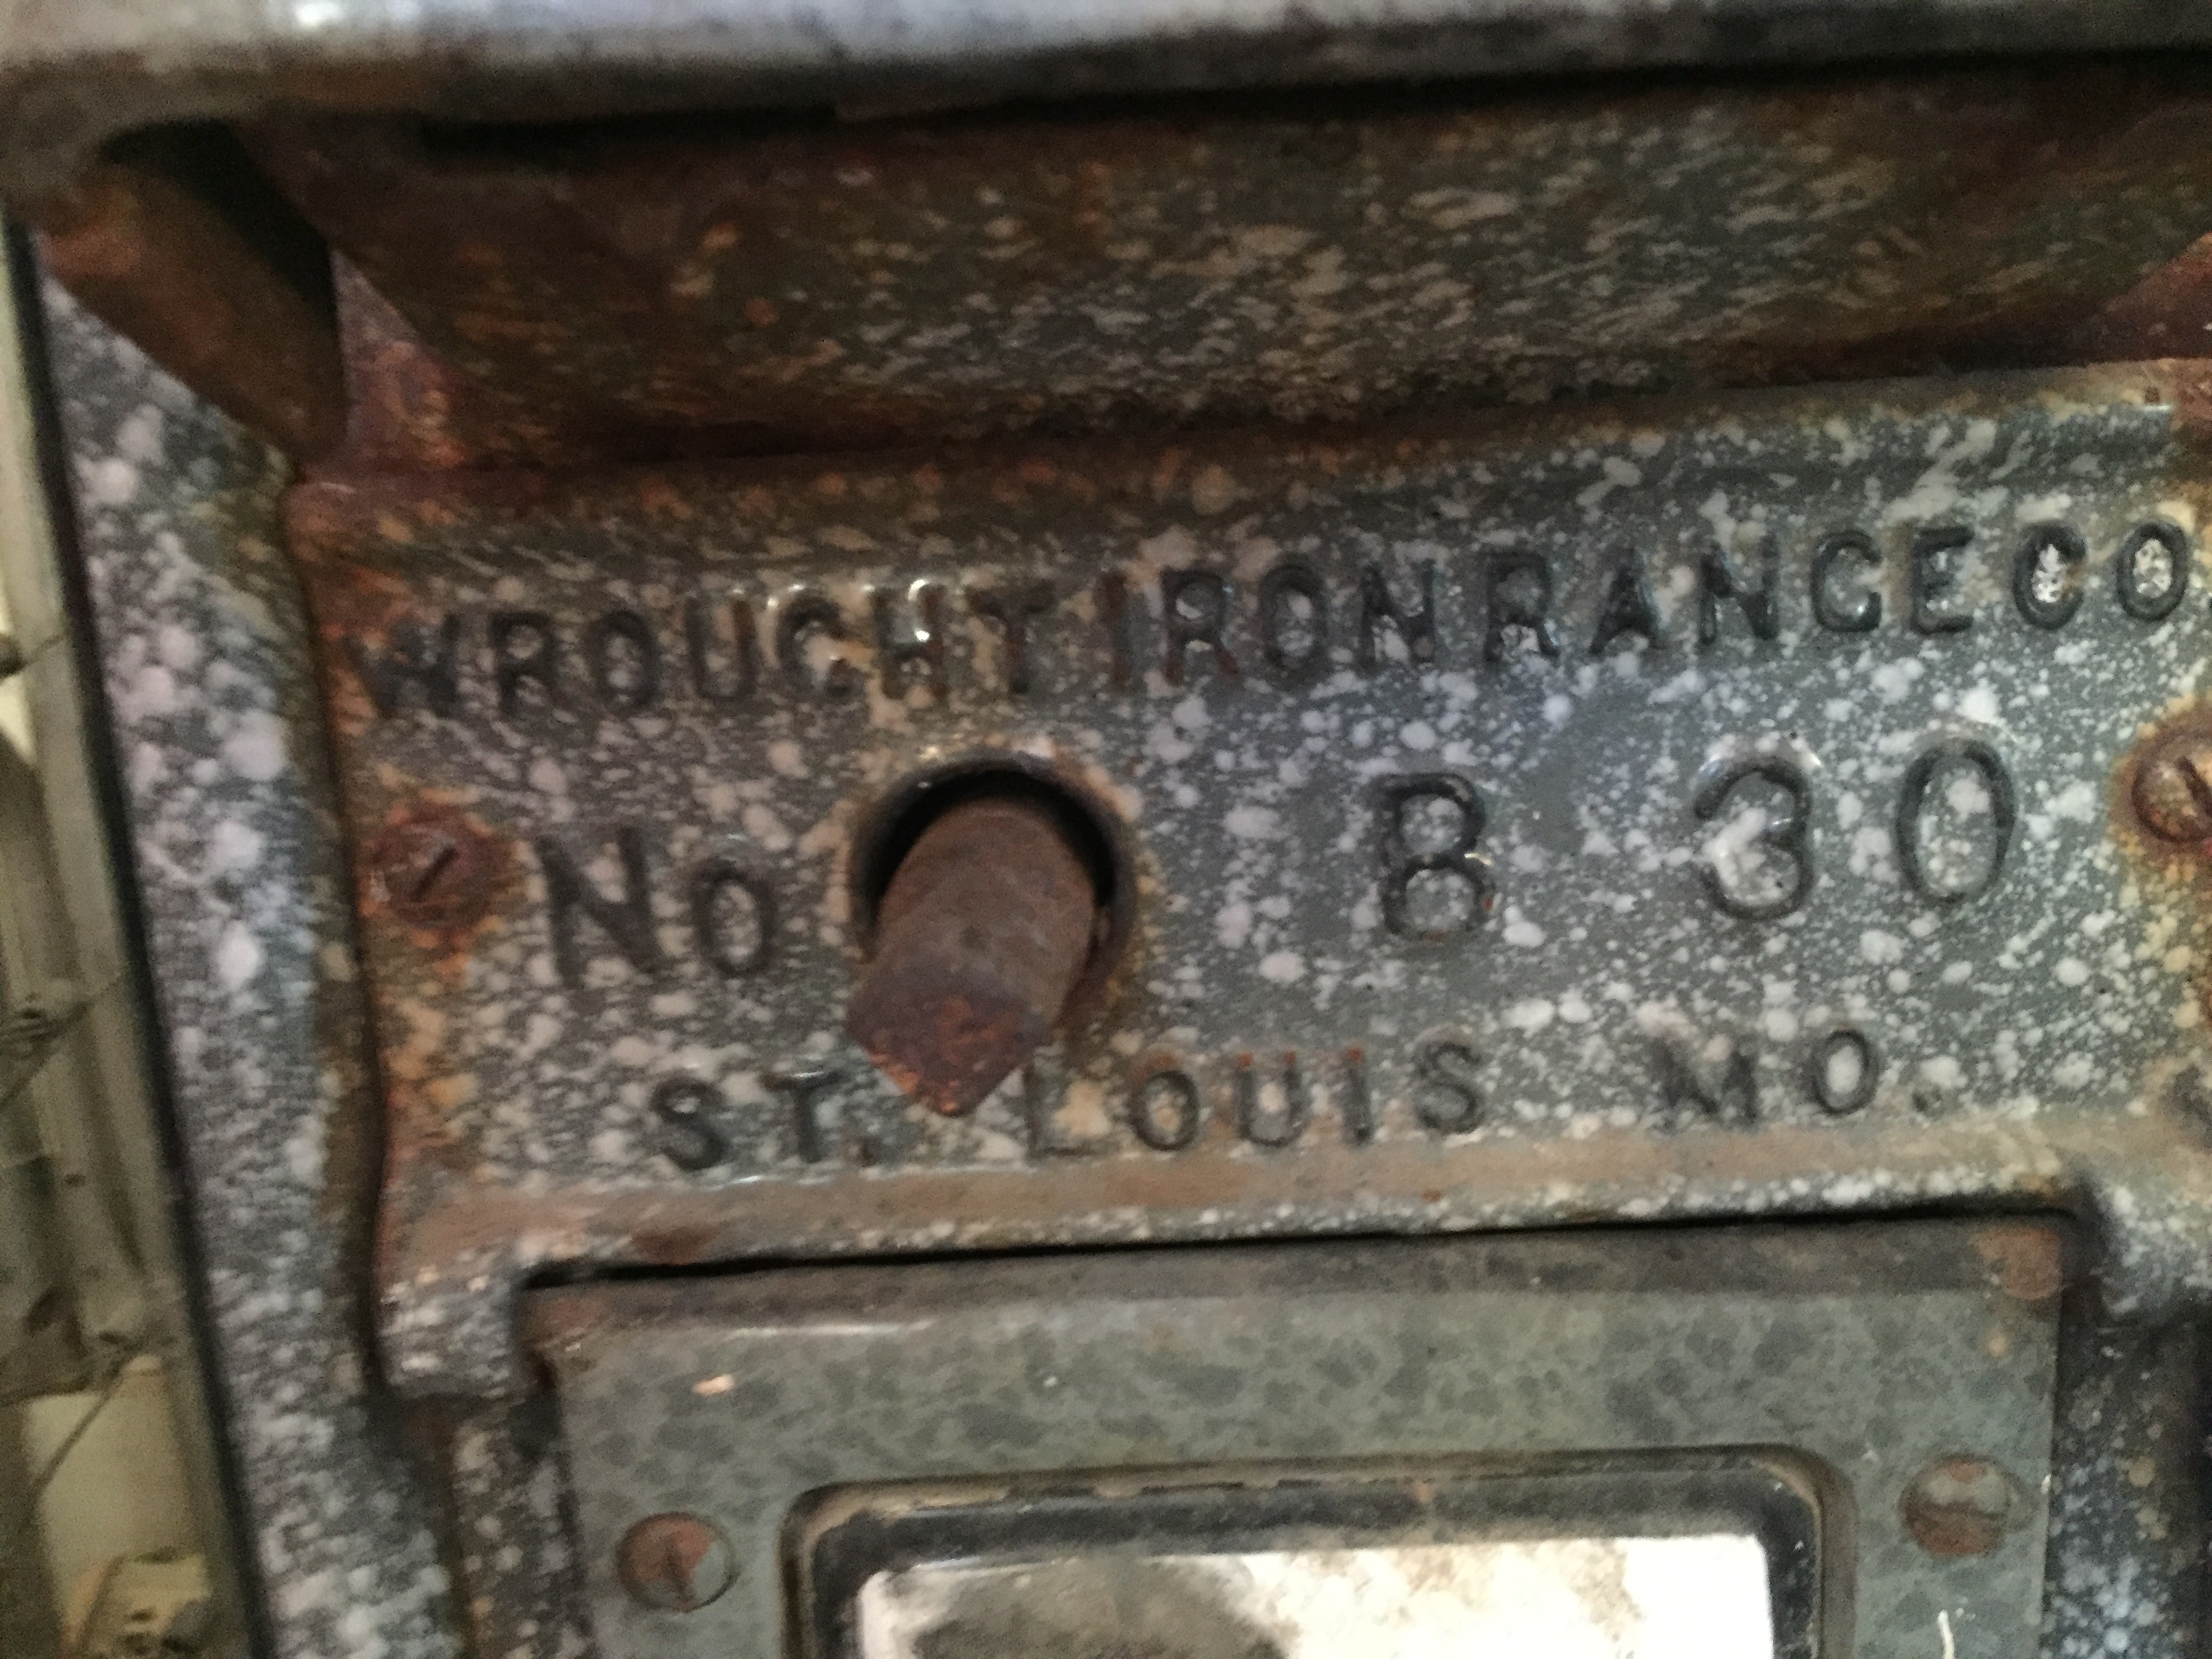 WROUGHT IRON RANGE CO
No B 30
ST. LOUIS MO.